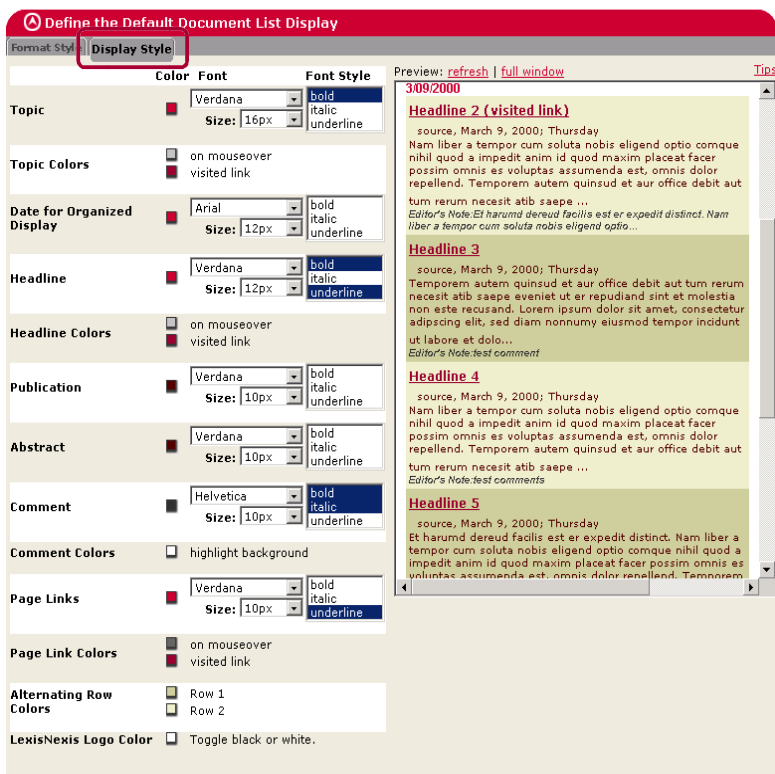 Define the Default Document List Display
Format Style Display Style
Color Font Font Style
Topic
Verdana
Size: 16px
bold
italic
underline
Topic Colors
on mouseover
visited link
Date for Organized
Display
Arial
Size: 12px
bold
italic
underline
Headline
Verdana
Size: 12px
bold
italic
underline
Headline Colors
on mouseover
visited link
Publication
Verdana
Size: 10px
bold
italic
underline
Abstract
Verdana
Size: 10px
bold
italic
underline
Comment
Helvetica
Size: 10px
bold
italic
underline
Comment Colors
highlight background
Page Links
Verdana
Size: 10px
bold
italic
underline
Page Link Colors
on mouseover
visited link
Alternating Row
Colors
Row 1
Row 2
LexisNexis Logo Color
Toggle black or white.
Preview: refresh | full window
Tips
3/09/2000
Headline 2 (visited link)
source, March 9, 2000; Thursday
Nam liber a tempor cum soluta nobis eligend optio comque
nihil quod a impedit anim id quod maxim placeat facer
possim omnis es voluptas assumenda est, omnis dolor
repellend. Temporem autem quinsud et aur office debit aut
tum rerum necesit atib saepe ...
Editor's Note:Et harumd dereud facilis est er expedit distinct. Nam
liber a tempor cum soluta nobis eligend optio...
Headline 3
source, March 9, 2000; Thursday
Temporem autem quinsud et aur office debit aut tum rerum
necesit atib saepe eveniet ut er repudiand sint et molestia
non este recusand. Lorem ipsum dolor sit amet, consectetur
adipscing elit, sed diam nonnumy eiusmod tempor incidunt
ut labore et dolo...
Editor's Note:test comment
Headline 4
source, March 9, 2000; Thursday
Nam liber a tempor cum soluta nobis eligend optio comque
nihil quod a impedit anim id quod maxim placeat facer
possim omnis es voluptas assumenda est, omnis dolor
repellend. Temporem autem quinsud et aur office debit aut
tum rerum necesit atib saepe ...
Editor's Note:test comments
Headline 5
source, March 9, 2000; Thursday
Et harumd dereud facilis est er expedit distinct. Nam liber a
tempor cum soluta nobis eligend optio comque nihil quod a
impedit anim id quod maxim placeat facer possim omnis es
voluptas assumenda est, omnis dolor repellend. Temporem